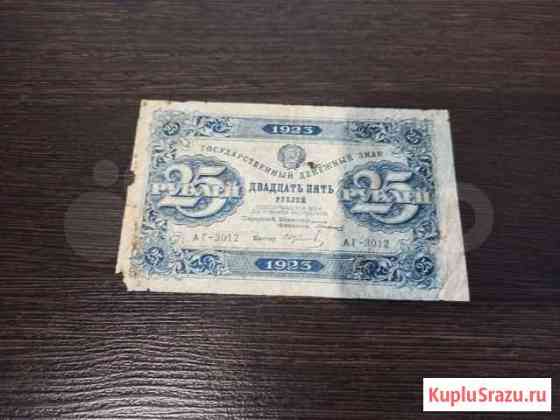 1923
ГОСУДАРСТВЕННЫЙ ДЕНЕЖНЫЙ ЗНАК
25 РУБЛЕЙ
ДВАДЦАТЬ ПЯТЬ
РУБЛЕЙ
25 РУБЛЕЙ
АГ-3012
Кассир
АГ-3012
1923
KupluSrazu.ru